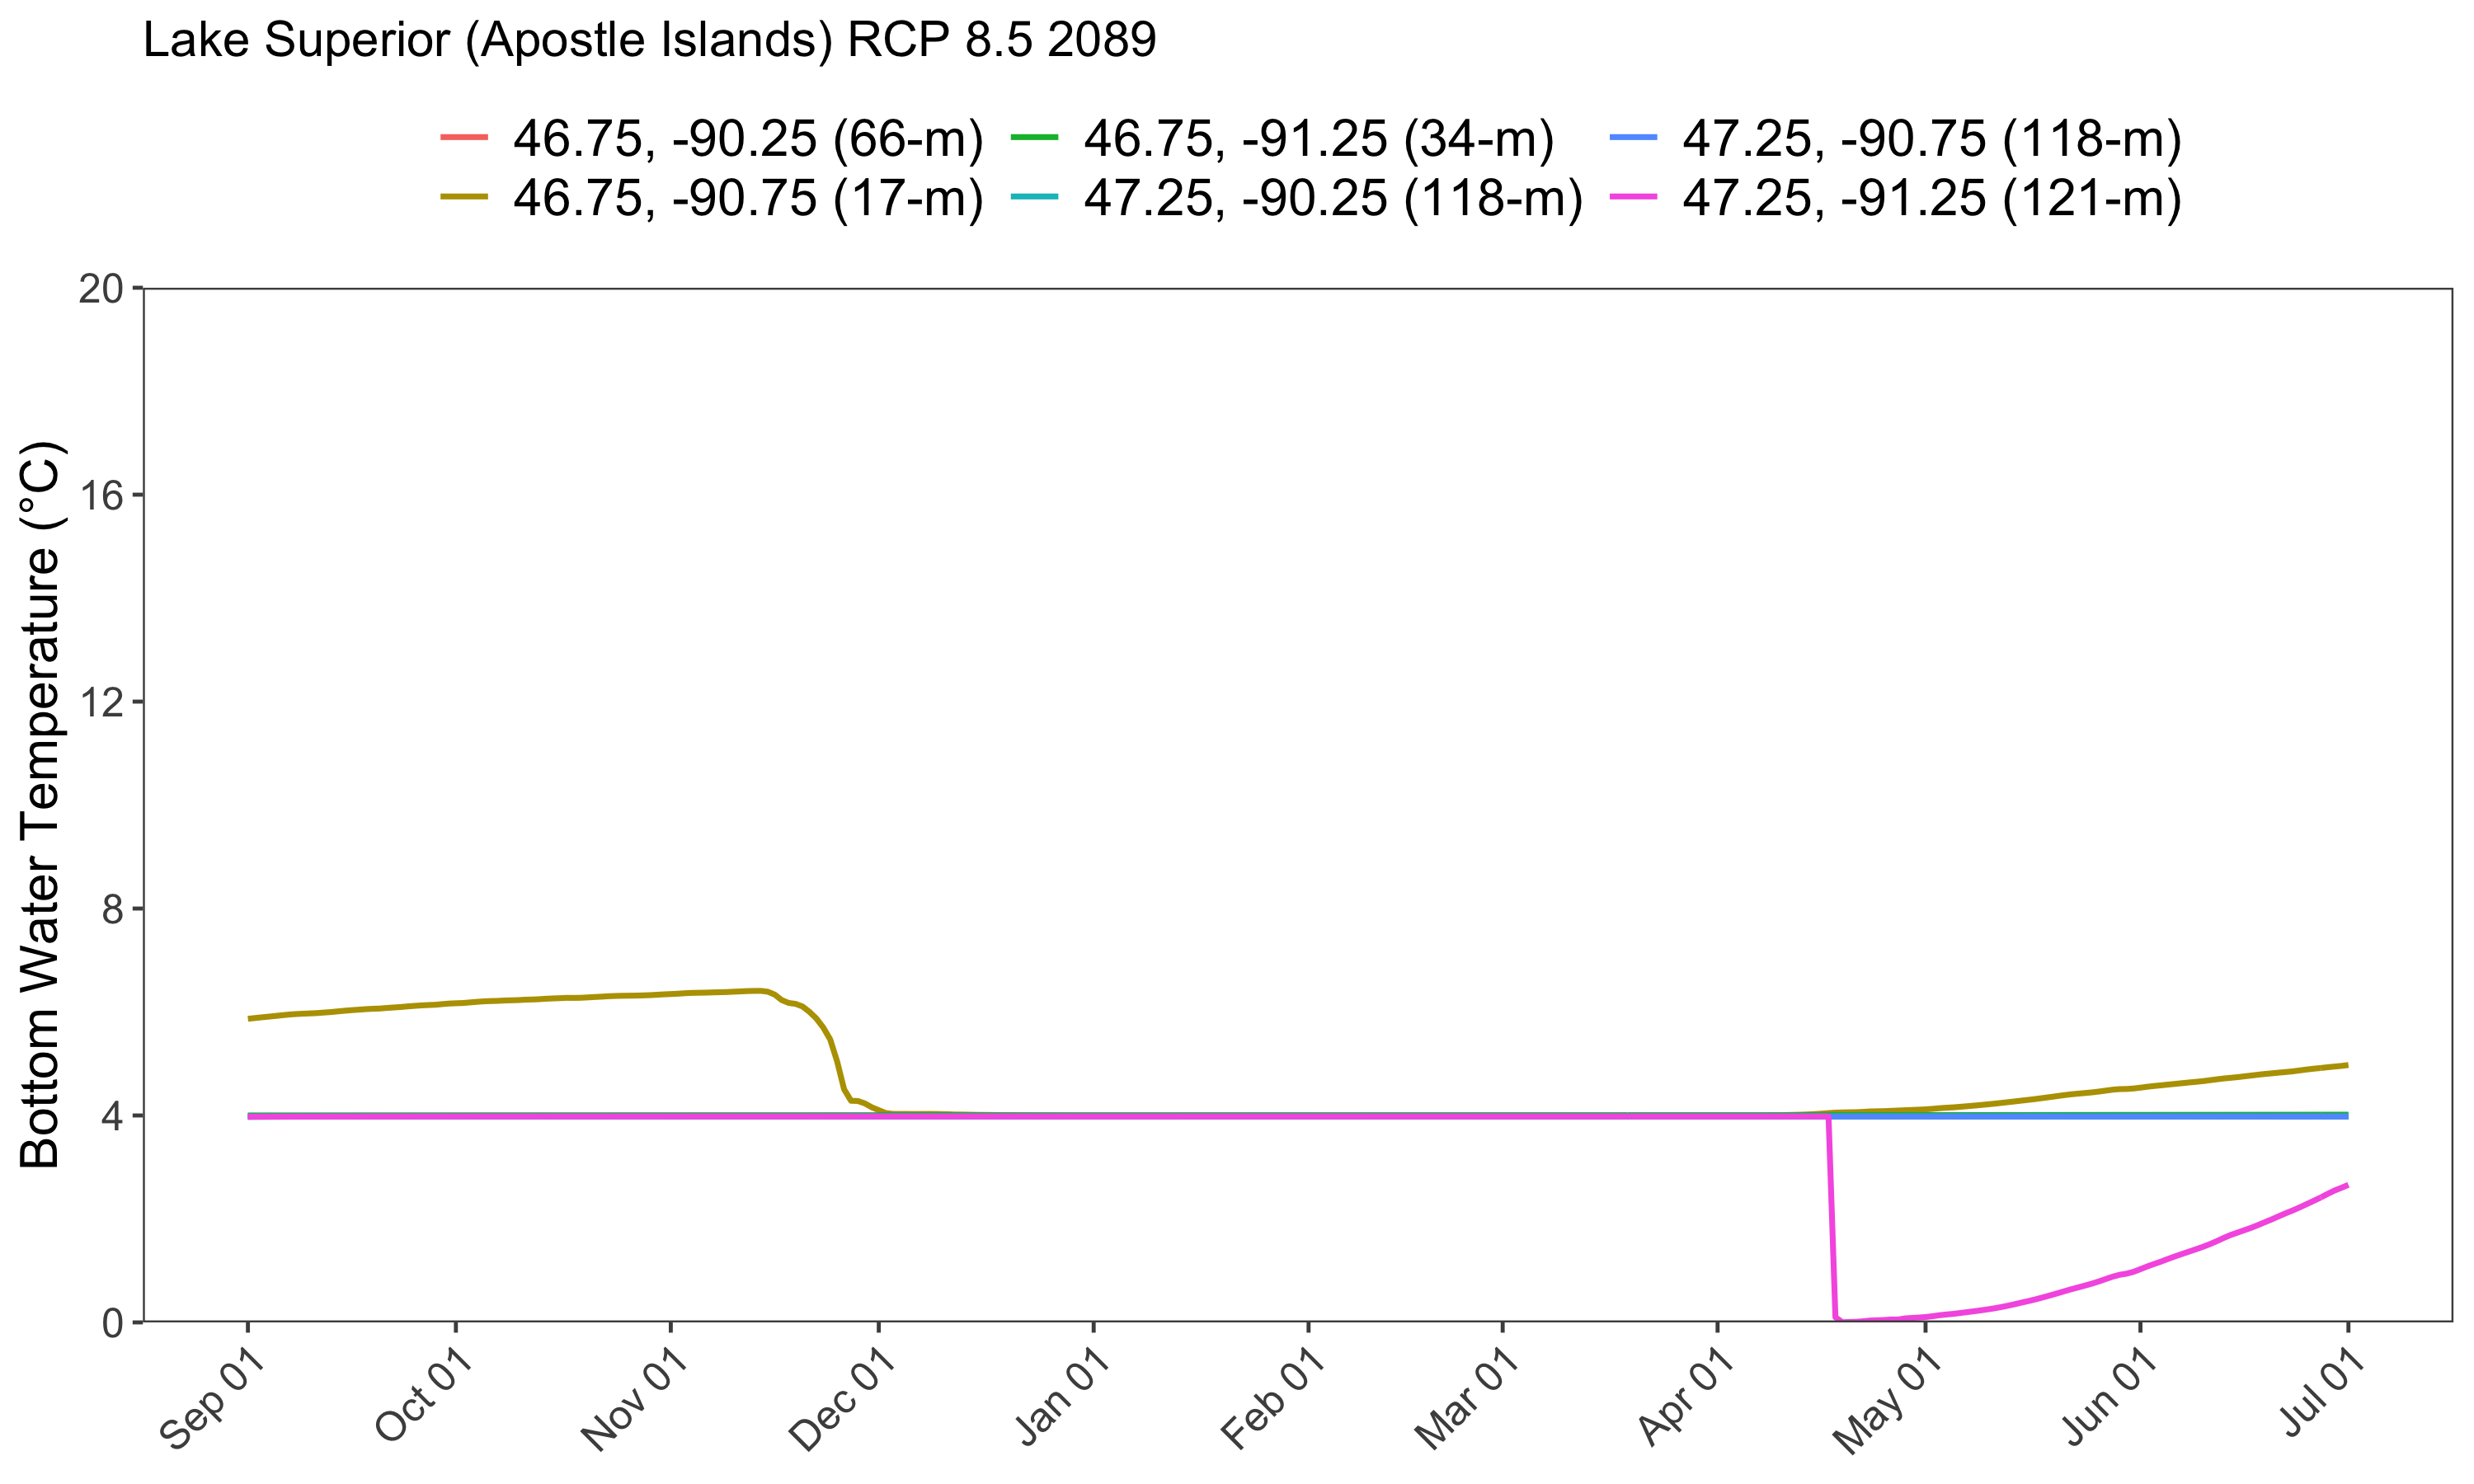 Lake Superior (Apostle Islands) RCP 8.5 2089
46.75, -90.25 (66-m) 46.75, -91.25 (34-m) 47.25, -90.75 (118-m)
46.75, -90.75 (17-m) 47.25, -90.25 (118-m) 47.25, -91.25 (121-m)
Bottom Water Temperature (°C)
20
16
12
8
4
0
Sep 01 Oct 01 Nov 01 Dec 01 Jan 01 Feb 01 Mar 01 Apr 01 May 01 Jun 01 Jul 01